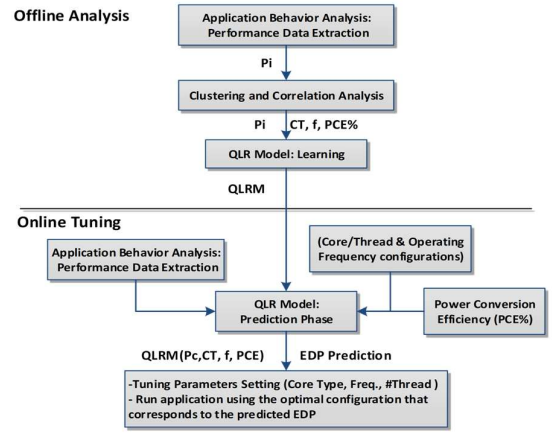 Offline Analysis
Application Behavior Analysis:
Performance Data Extraction
Pi
Clustering and Correlation Analysis
Pi CT, f, PCE%
QLR Model: Learning
QLRM
Online Tuning
Application Behavior Analysis:
Performance Data Extraction
(Core/Thread & Operating
Frequency configurations)
QLR Model:
Prediction Phase
Power Conversion
Efficiency (PCE%)
QLRM(Pc,CT, f, PCE) EDP Prediction
-Tuning Parameters Setting (Core Type, Freq., #Thread )
- Run application using the optimal configuration that
corresponds to the predicted EDP